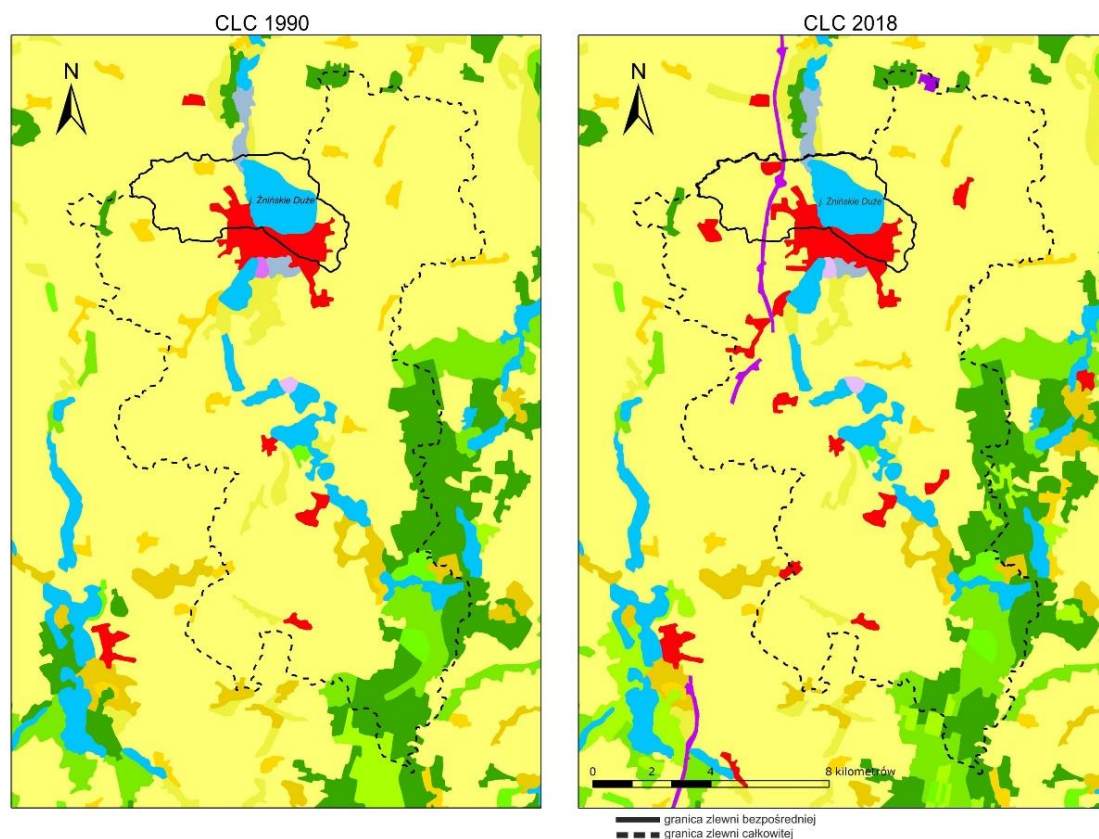 CLC 1990
CLC 2018
N
N
j. Żnińskie Duże
j. Żnińskie Duże
0 2 4 8 kilometrów
granica zlewni bezpośredniej
granica zlewni całkowitej